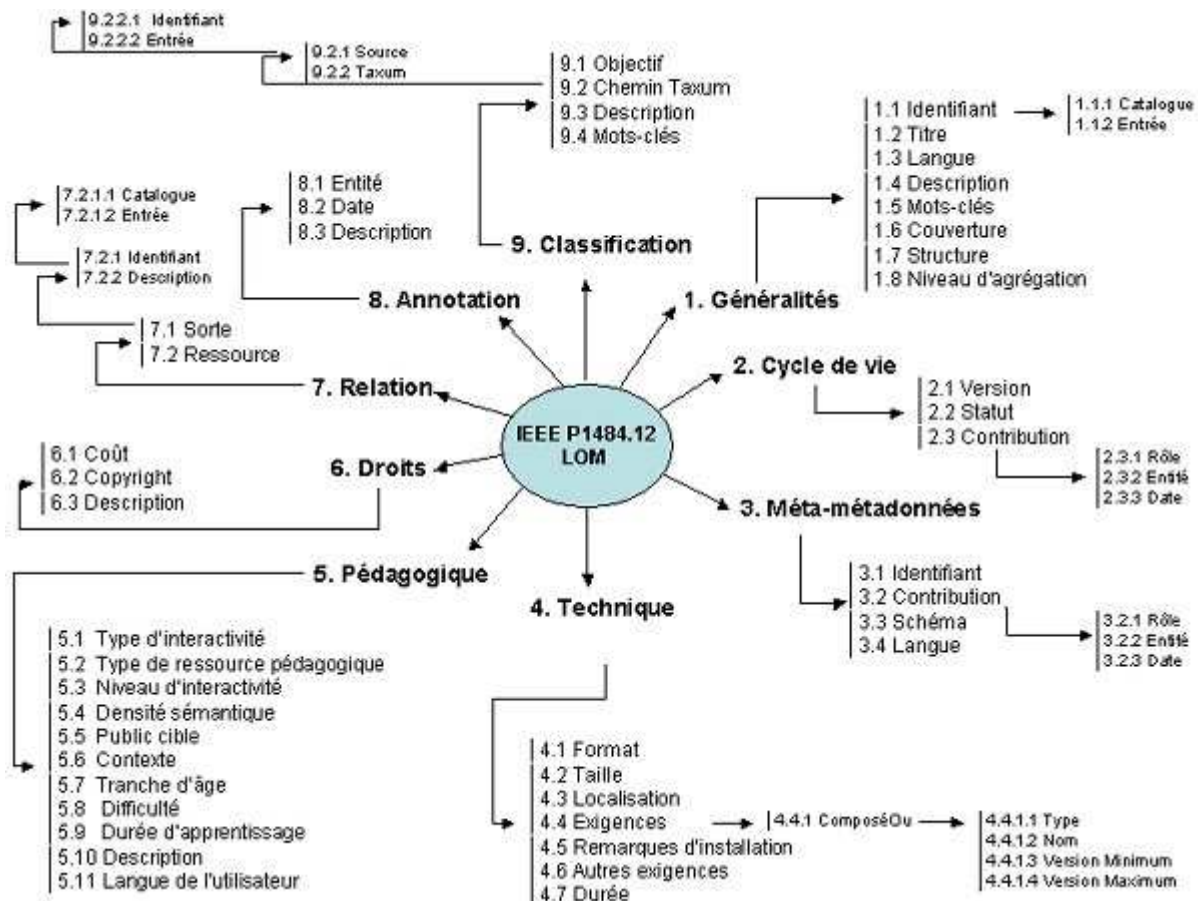 9.2.2.1 Identifiant
9.2.2.2 Entrée
9.2.1 Source
9.2.2 Taxum
9.1 Objectif
9.2 Chemin Taxum
9.3 Description
9.4 Mots-clés
9. Classification
1.1 Identifiant
1.2 Titre
1.3 Langue
1.4 Description
1.5 Mots-clés
1.6 Couverture
1.7 Structure
1.8 Niveau d'agrégation
1.1.1 Catalogue
1.1.2 Entrée
1. Généralités
8.1 Entité
8.2 Date
8.3 Description
8. Annotation
7.2.1.1 Catalogue
7.2.1.2 Entrée
7.2.1 Identifiant
7.2.2 Description
7.1 Sorte
7.2 Ressource
7. Relation
2. Cycle de vie
2.1 Version
2.2 Statut
2.3 Contribution
2.3.1 Rôle
2.3.2 Entité
2.3.3 Date
IEEE P1484.12
LOM
6.1 Coût
6.2 Copyright
6.3 Description
6. Droits
3. Méta-métadonnées
3.1 Identifiant
3.2 Contribution
3.3 Schéma
3.4 Langue
3.2.1 Rôle
3.2.2 Entité
3.2.3 Date
5. Pédagogique
5.1 Type d'interactivité
5.2 Type de ressource pédagogique
5.3 Niveau d'interactivité
5.4 Densité sémantique
5.5 Public cible
5.6 Contexte
5.7 Tranche d'âge
5.8 Difficulté
5.9 Durée d'apprentissage
5.10 Description
5.11 Langue de l'utilisateur
4. Technique
4.1 Format
4.2 Taille
4.3 Localisation
4.4 Exigences
4.5 Remarques d'installation
4.6 Autres exigences
4.7 Durée
4.4.1 ComposéOu
4.4.1.1 Type
4.4.1.2 Nom
4.4.1.3 Version Minimum
4.4.1.4 Version Maximum